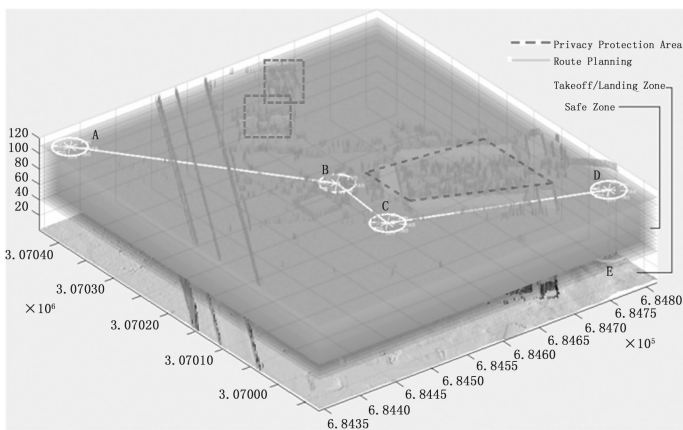 Privacy Protection Area
Route Planning
Takeoff/Landing Zone
Safe Zone
A
B
C
D
E
120
100
80
60
40
20
3.07040
3.07030
3.07020
3.07010
3.07000
×10⁶
6.8435
6.8440
6.8445
6.8450
6.8455
6.8460
6.8465
6.8470
6.8475
6.8480
×10⁵